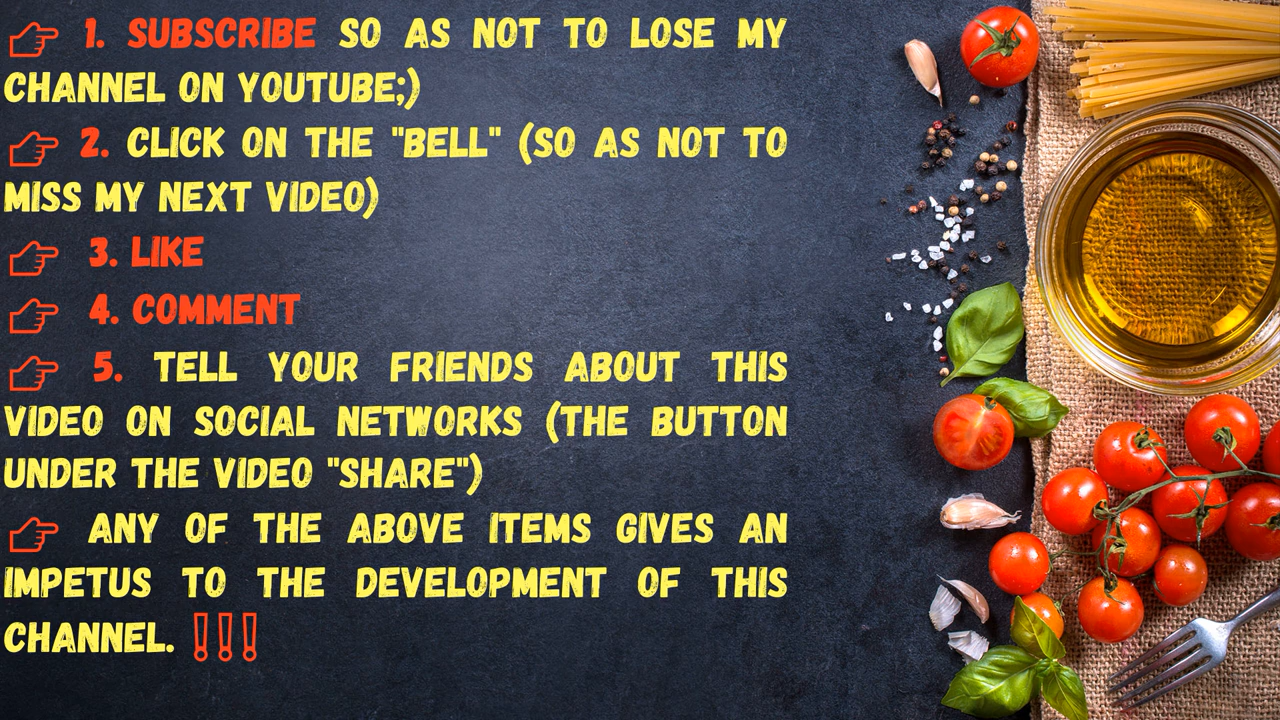 👉 1. SUBSCRIBE SO AS NOT TO LOSE MY
CHANNEL ON YOUTUBE;)
👉 2. CLICK ON THE "BELL" (SO AS NOT TO
MISS MY NEXT VIDEO)
👉 3. LIKE
👉 4. COMMENT
👉 5. TELL YOUR FRIENDS ABOUT THIS
VIDEO ON SOCIAL NETWORKS (THE BUTTON
UNDER THE VIDEO "SHARE")
👉 ANY OF THE ABOVE ITEMS GIVES AN
IMPETUS TO THE DEVELOPMENT OF THIS
CHANNEL. !!!